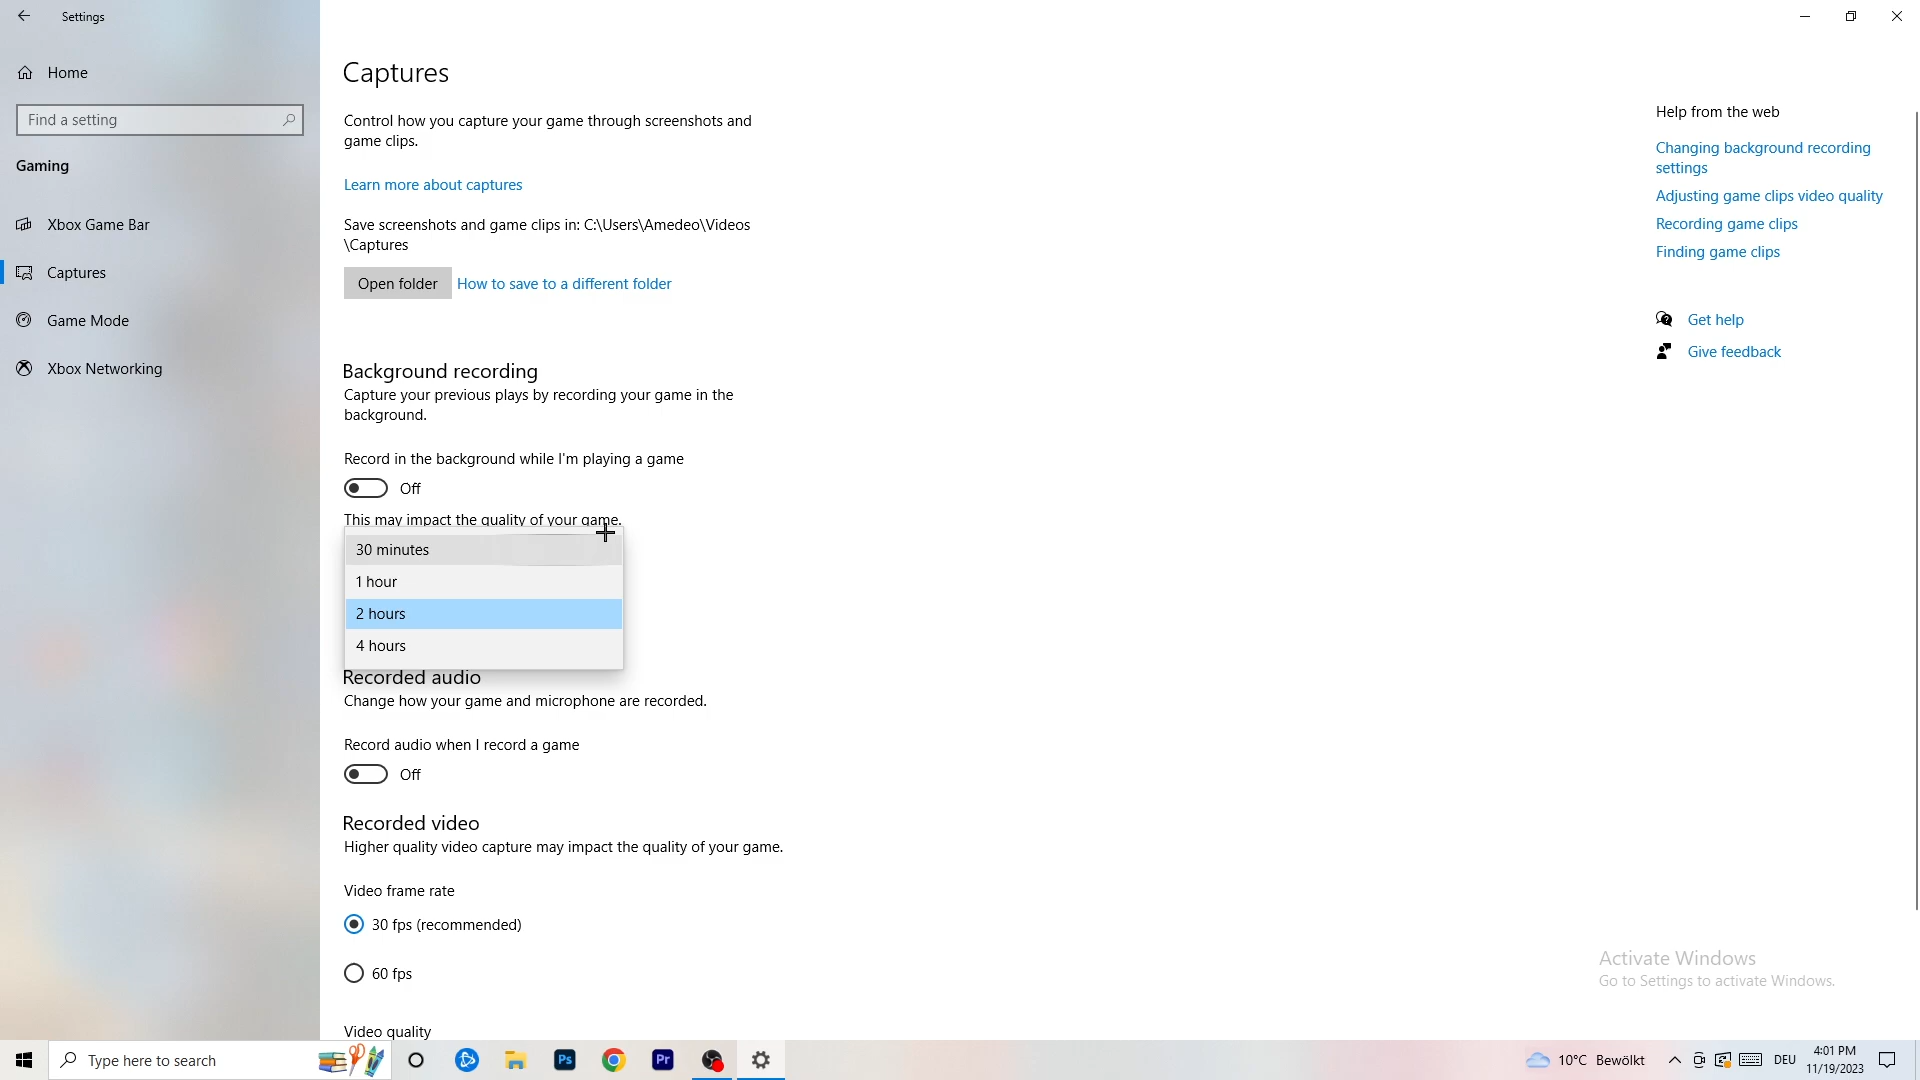 Settings
Home
Find a setting
Gaming
Xbox Game Bar
Captures
Game Mode
Xbox Networking
Captures
Control how you capture your game through screenshots and
game clips.
Learn more about captures
Save screenshots and game clips in: C:\Users\Amedeo\Videos
\Captures
Open folder
How to save to a different folder
Background recording
Capture your previous plays by recording your game in the
background.
Record in the background while I'm playing a game
Off
This may impact the quality of your game.
30 minutes
1 hour
2 hours
4 hours
Recorded audio
Change how your game and microphone are recorded.
Record audio when I record a game
Off
Recorded video
Higher quality video capture may impact the quality of your game.
Video frame rate
30 fps (recommended)
60 fps
Video quality
Help from the web
Changing background recording
settings
Adjusting game clips video quality
Recording game clips
Finding game clips
Get help
Give feedback
Activate Windows
Go to Settings to activate Windows.
Type here to search
Ps
Pr
10°C Bewölkt
DEU
4:01 PM
11/19/2023